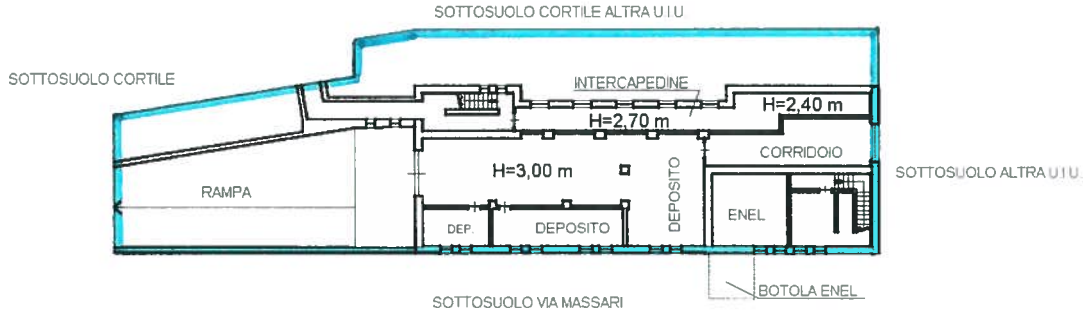 SOTTOSUOLO CORTILE ALTRA U I U
SOTTOSUOLO CORTILE
INTERCAPEDINE
H=2,40 m
H=2,70 m
CORRIDOIO
H=3,00 m
SOTTOSUOLO ALTRA U I U
RAMPA
DEPOSITO
ENEL
DEP.
DEPOSITO
BOTOLA ENEL
SOTTOSUOLO VIA MASSARI